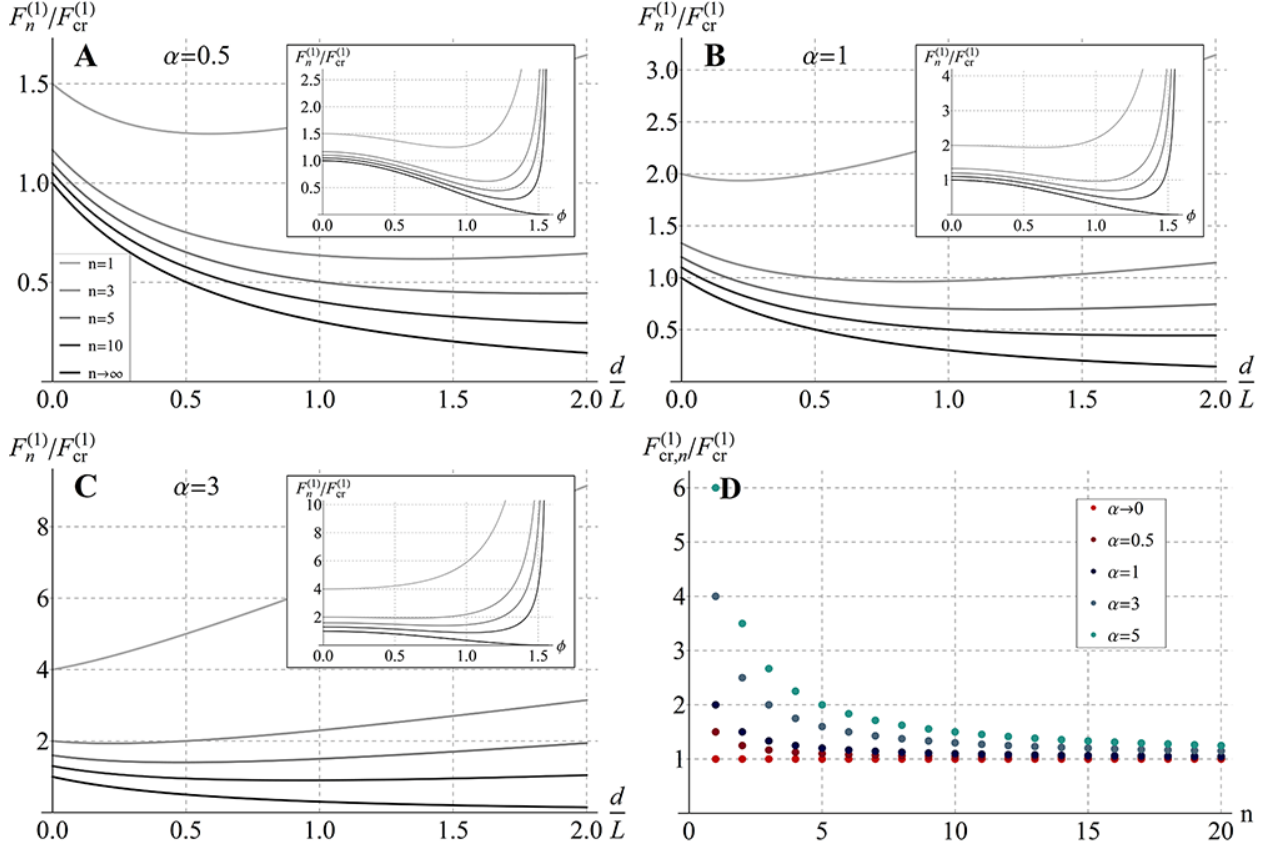 F_n^(1)/F_cr^(1)
A
α=0.5
1.5
1.0
0.5
0.0 0.5 1.0 1.5 2.0
d/L
n=1
n=3
n=5
n=10
n→∞
F_n^(1)/F_cr^(1)
2.5
2.0
1.5
1.0
0.5
0.0 0.5 1.0 1.5 ϕ
F_n^(1)/F_cr^(1)
B
α=1
3.0
2.5
2.0
1.5
1.0
0.5
0.0 0.5 1.0 1.5 2.0
d/L
F_n^(1)/F_cr^(1)
4
3
2
1
0.0 0.5 1.0 1.5 ϕ
F_n^(1)/F_cr^(1)
C
α=3
8
6
4
2
0.0 0.5 1.0 1.5 2.0
d/L
F_n^(1)/F_cr^(1)
10
8
6
4
2
0.0 0.5 1.0 1.5 ϕ
F_cr,n^(1)/F_cr^(1)
D
6
5
4
3
2
1
0 5 10 15 20
n
α→0
α=0.5
α=1
α=3
α=5